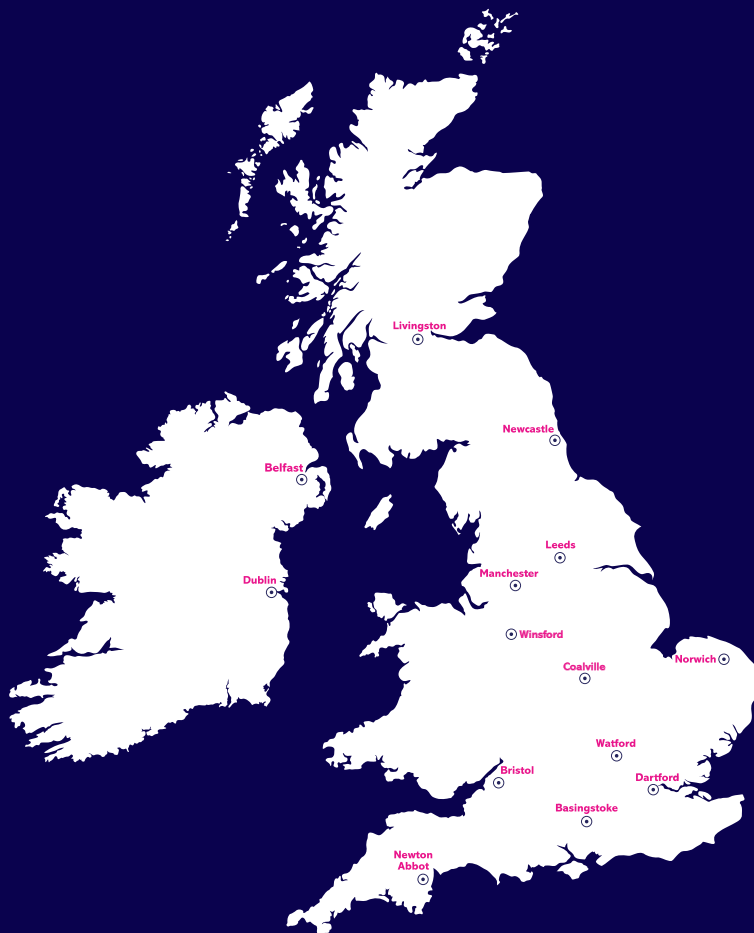 Livingston
Newcastle
Belfast
Leeds
Manchester
Dublin
Winsford
Norwich
Coalville
Watford
Bristol
Dartford
Basingstoke
Newton
Abbot